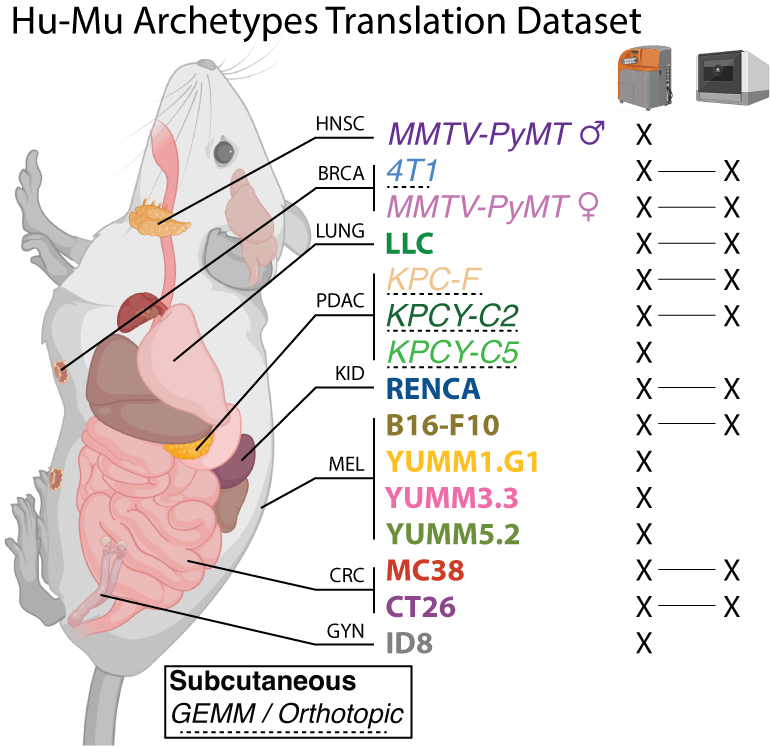 Hu-Mu Archetypes Translation Dataset
HNSC MMTV-PyMT ♂ X
BRCA 4T1 X X
MMTV-PyMT ♀ X X
LUNG LLC X X
KPC-F X X
PDAC KPCY-C2 X X
KPCY-C5 X
KID RENCA X X
B16-F10 X X
MEL YUMM1.G1 X
YUMM3.3 X
YUMM5.2 X
CRC MC38 X X
CT26 X X
GYN ID8 X
Subcutaneous
GEMM / Orthotopic